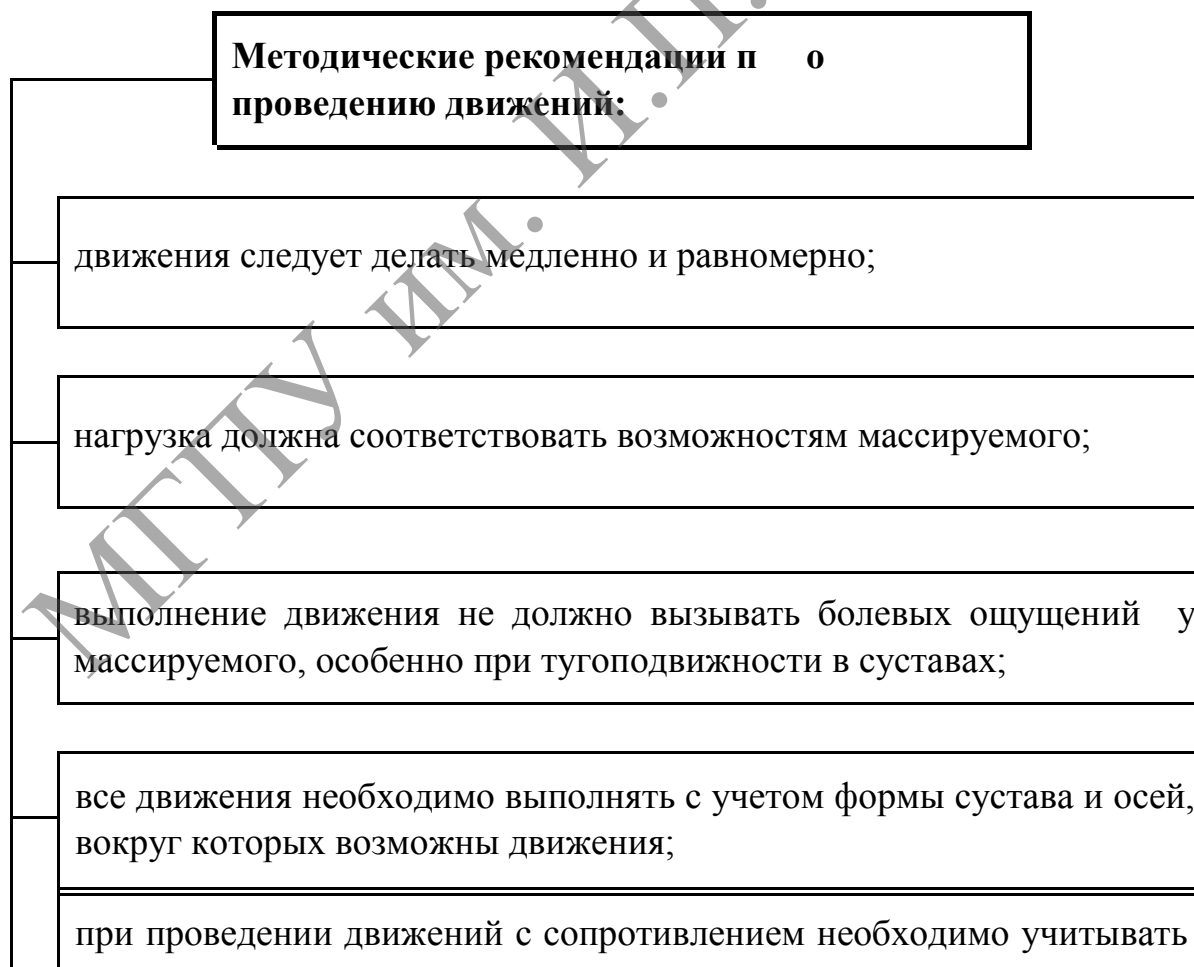 Методические рекомендации п о
проведению движений:
движения следует делать медленно и равномерно;
нагрузка должна соответствовать возможностям массируемого;
выполнение движения не должно вызывать болевых ощущений у
массируемого, особенно при тугоподвижности в суставах;
все движения необходимо выполнять с учетом формы сустава и осей,
вокруг которых возможны движения;
при проведении движений с сопротивлением необходимо учитывать
МГПУ им. И.П.